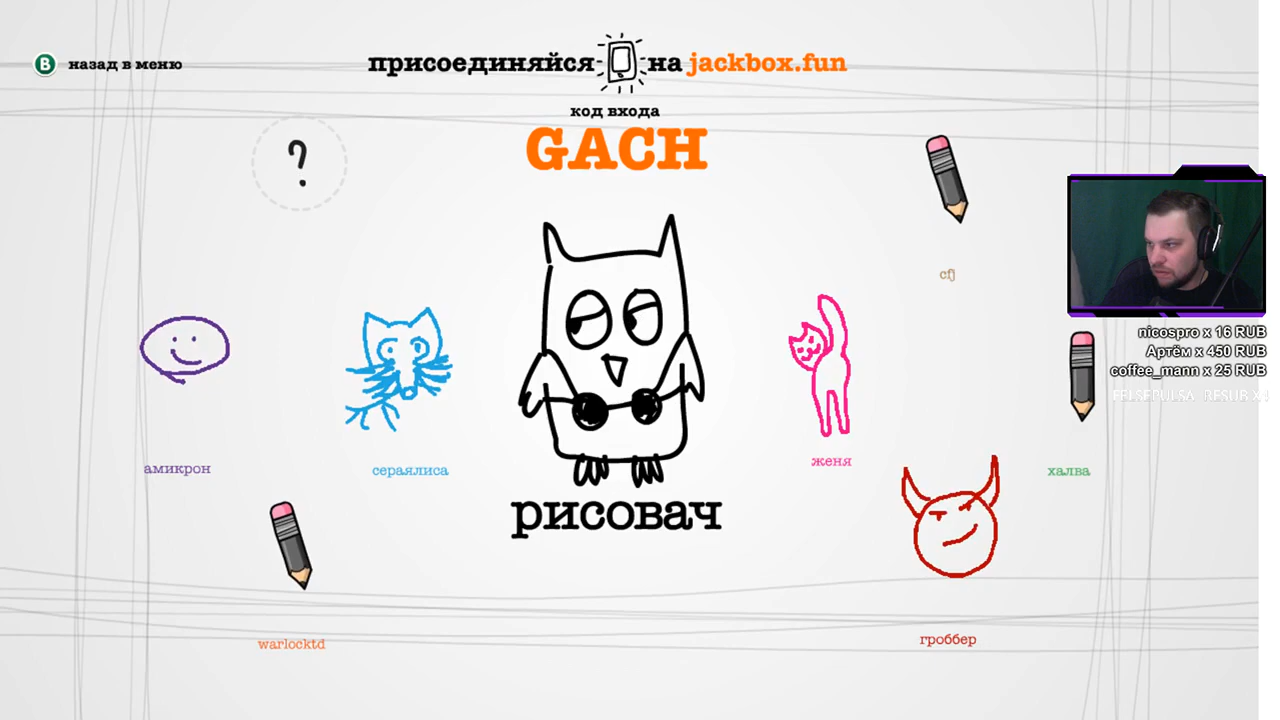 B назад в меню
присоединяйся на jackbox.fun
код входа
GACH
?
cfj
nicospro x 16 RUB
Артём x 450 RUB
coffee_mann x 25 RUB
амикрон
сераялиса
женя
халва
рисовач
warlocktd
гроббер